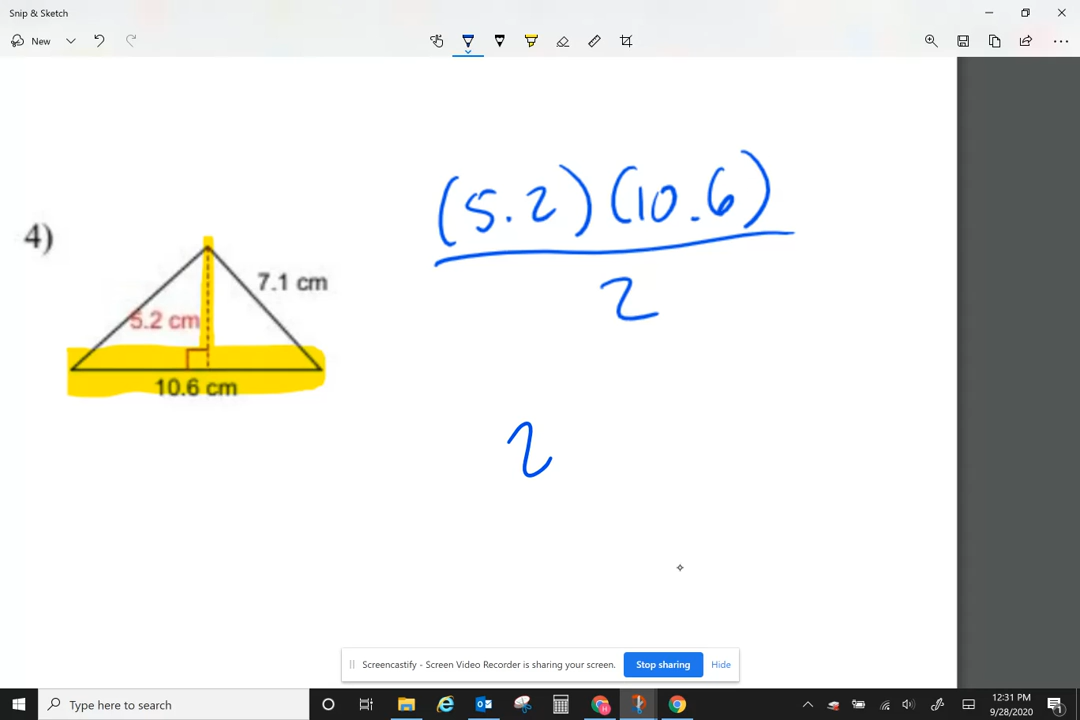 Snip & Sketch
New
(5.2)(10.6)
2
4)
7.1 cm
5.2 cm
10.6 cm
2
Screencastify - Screen Video Recorder is sharing your screen.
Stop sharing
Hide
Type here to search
12:31 PM
9/28/2020
1